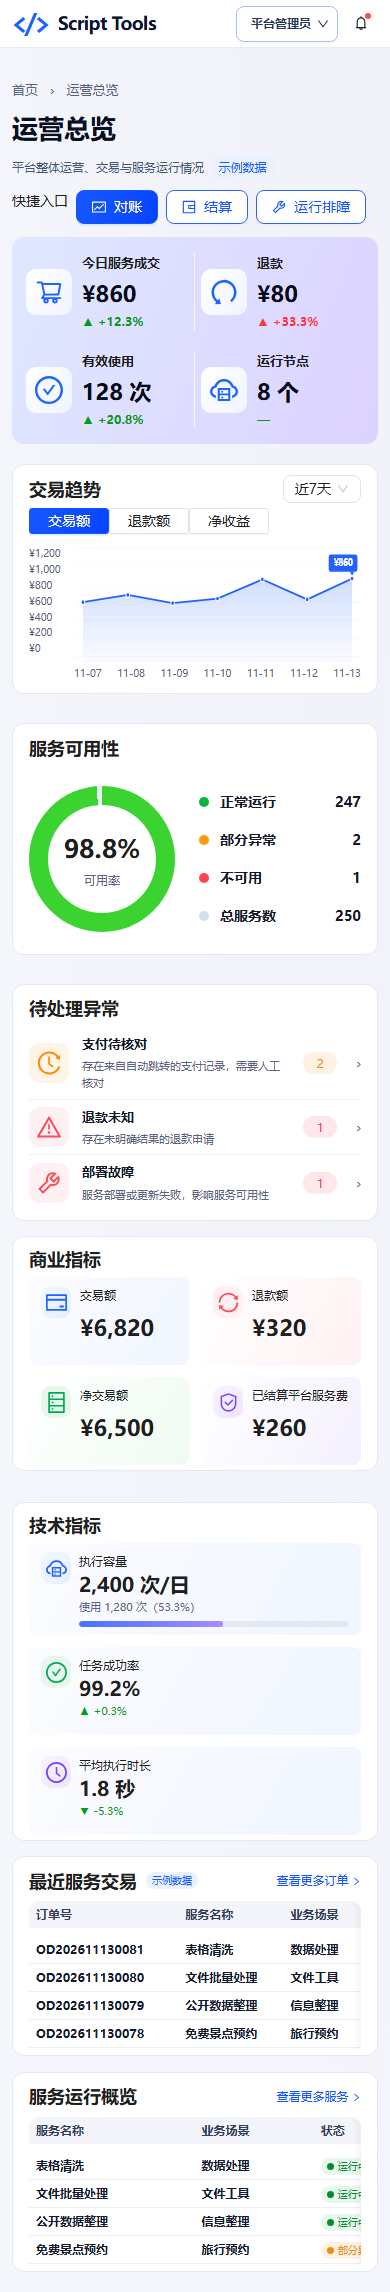 Script Tools
平台管理员
首页 › 运营总览
运营总览
平台整体运营、交易与服务运行情况 示例数据
快捷入口 对账 结算 运行排障
今日服务成交
¥860
▲ +12.3%
退款
¥80
▲ +33.3%
有效使用
128 次
▲ +20.8%
运行节点
8 个
—
交易趋势 近7天
交易额 退款额 净收益
¥1,200
¥1,000
¥800
¥600
¥400
¥200
¥0
¥860
11-07 11-08 11-09 11-10 11-11 11-12 11-13
服务可用性
98.8%
可用率
正常运行 247
部分异常 2
不可用 1
总服务数 250
待处理异常
支付待核对
存在来自自动跳转的支付记录，需要人工
核对
2 ›
退款未知
存在未明确结果的退款申请
1 ›
部署故障
服务部署或更新失败，影响服务可用性
1 ›
商业指标
交易额
¥6,820
退款额
¥320
净交易额
¥6,500
已结算平台服务费
¥260
技术指标
执行容量
2,400 次/日
使用 1,280 次（53.3%）
任务成功率
99.2%
▲ +0.3%
平均执行时长
1.8 秒
▼ -5.3%
最近服务交易 示例数据 查看更多订单 ›
订单号 服务名称 业务场景
OD202611130081 表格清洗 数据处理
OD202611130080 文件批量处理 文件工具
OD202611130079 公开数据整理 信息整理
OD202611130078 免费景点预约 旅行预约
服务运行概览 查看更多服务 ›
服务名称 业务场景 状态
表格清洗 数据处理 运行
文件批量处理 文件工具 运行
公开数据整理 信息整理 运行
免费景点预约 旅行预约 部分